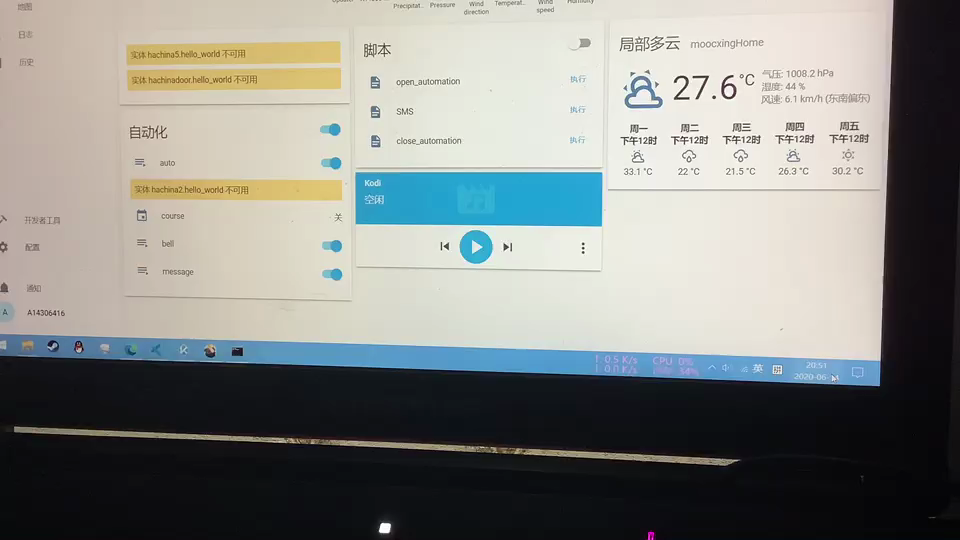 地图
日志
历史
开发者工具
配置
通知
A
A14306416
Precipitat..
Pressure
Wind direction
Temperat...
Wind speed
Humidity
实体 hachina5.hello_world 不可用
实体 hachinadoor.hello_world 不可用
自动化
auto
实体 hachina2.hello_world 不可用
course
关
bell
message
脚本
open_automation
执行
SMS
执行
close_automation
执行
Kodi
空闲
局部多云
moocxingHome
27.6
°C
气压: 1008.2 hPa
湿度: 44 %
风速: 6.1 km/h (东南偏东)
周一 周二 周三 周四 周五
下午12时 下午12时 下午12时 下午12时 下午12时
33.1 °C 22 °C 21.5 °C 26.3 °C 30.2 °C
0.5 K/s CPU 0%
0.0 K/s 34%
英 拼
20:51
2020-06